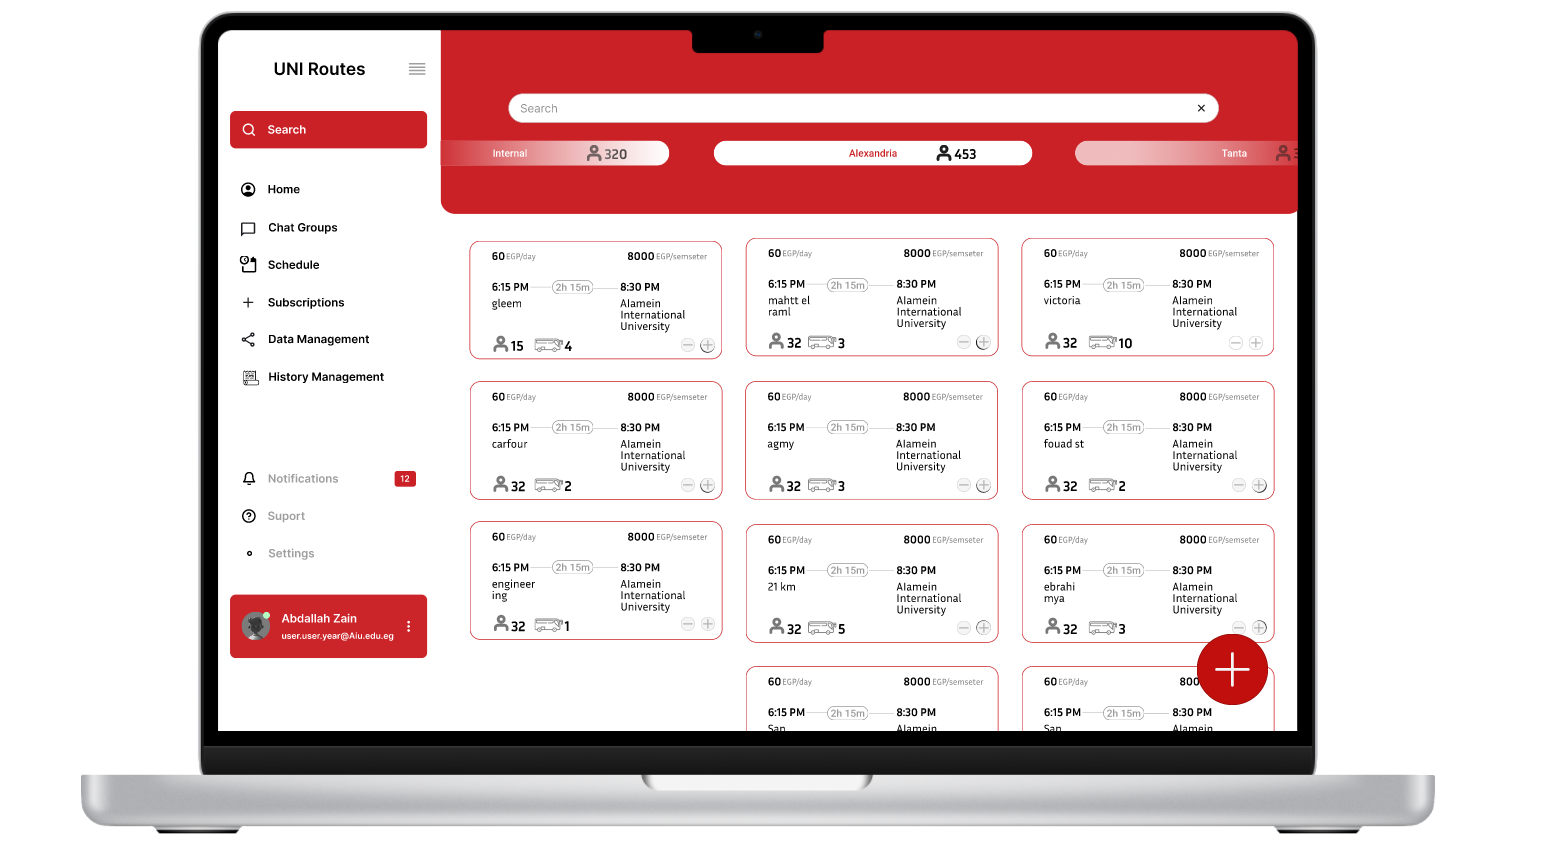 UNI Routes
Search
Home
Chat Groups
Schedule
Subscriptions
Data Management
History Management
Notifications 12
Suport
Settings
Abdallah Zain
user.user.year@Aiu.edu.eg
Search
Internal 320
Alexandria 453
Tanta
60 EGP/day 8000 EGP/semseter
6:15 PM 2h 15m 8:30 PM
gleem Alamein
International
University
15 4
60 EGP/day 8000 EGP/semseter
6:15 PM 2h 15m 8:30 PM
mahtt el Alamein
raml International
University
32 3
60 EGP/day 8000 EGP/semseter
6:15 PM 2h 15m 8:30 PM
victoria Alamein
International
University
32 10
60 EGP/day 8000 EGP/semseter
6:15 PM 2h 15m 8:30 PM
carfour Alamein
International
University
32 2
60 EGP/day 8000 EGP/semseter
6:15 PM 2h 15m 8:30 PM
agmy Alamein
International
University
32 3
60 EGP/day 8000 EGP/semseter
6:15 PM 2h 15m 8:30 PM
fouad st Alamein
International
University
32 2
60 EGP/day 8000 EGP/semseter
6:15 PM 2h 15m 8:30 PM
engineer Alamein
ing International
University
32 1
60 EGP/day 8000 EGP/semseter
6:15 PM 2h 15m 8:30 PM
21 km Alamein
International
University
32 5
60 EGP/day 8000 EGP/semseter
6:15 PM 2h 15m 8:30 PM
ebrahi Alamein
mya International
University
32 3
60 EGP/day 8000 EGP/semseter
6:15 PM 2h 15m 8:30 PM
San Alamein
60 EGP/day
6:15 PM 2h 15m 8:30 PM
San Alamein